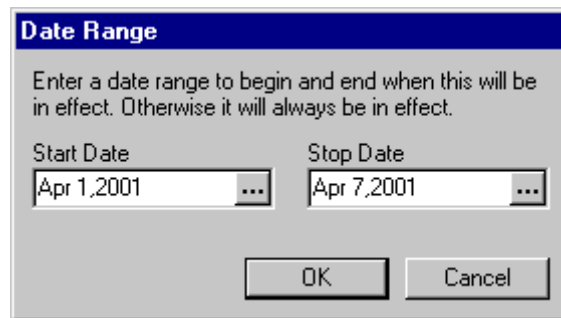 Date Range
Enter a date range to begin and end when this will be
in effect. Otherwise it will always be in effect.
Start Date Stop Date
Apr 1,2001 ... Apr 7,2001 ...
OK Cancel